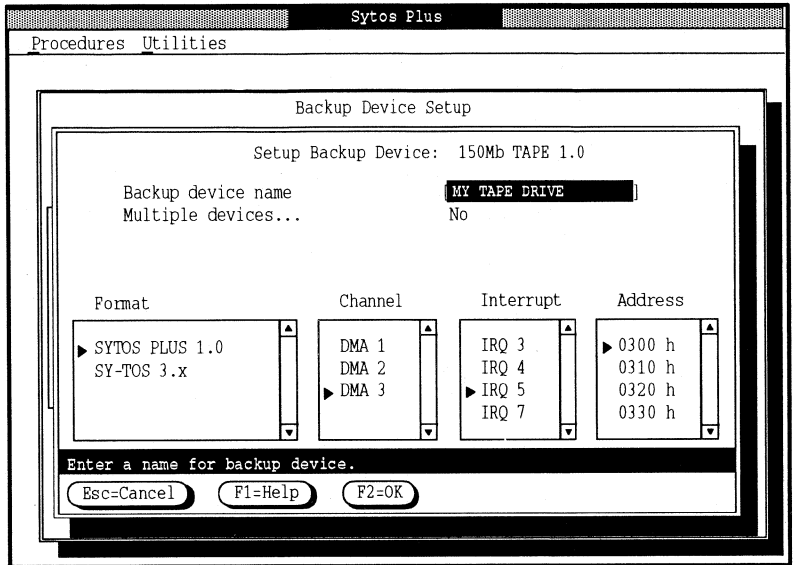 Sytos Plus
Procedures Utilities
Backup Device Setup
Setup Backup Device: 150Mb TAPE 1.0
Backup device name [MY TAPE DRIVE]
Multiple devices... No
Format Channel Interrupt Address
SYTOS PLUS 1.0 DMA 1 IRQ 3 0300 h
SY-TOS 3.x DMA 2 IRQ 4 0310 h
DMA 3 IRQ 5 0320 h
IRQ 7 0330 h
Enter a name for backup device.
Esc=Cancel F1=Help F2=OK